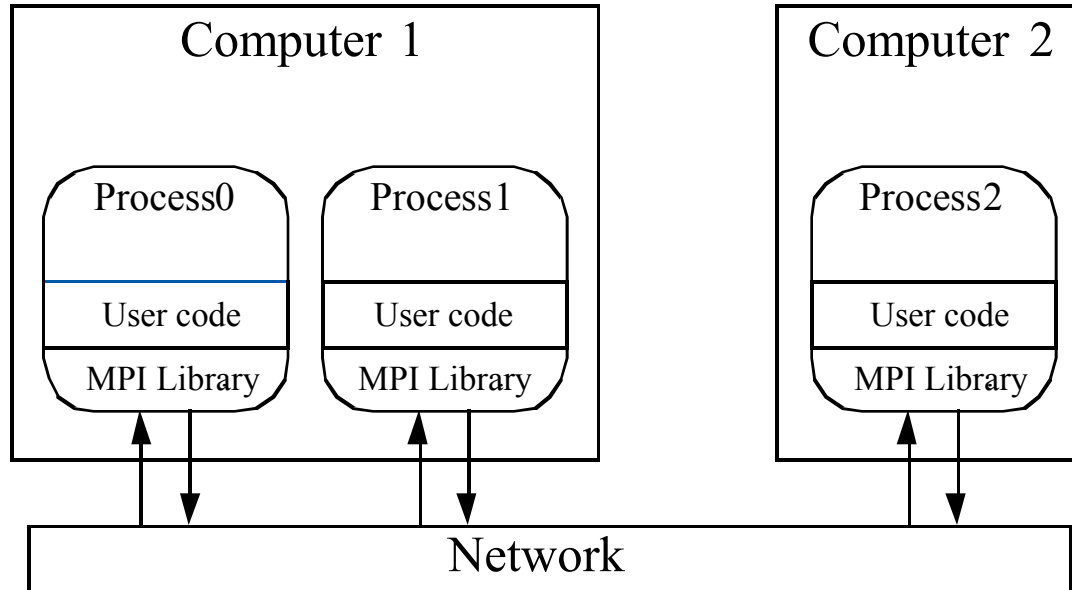 Computer 1
Computer 2
Process0
Process1
Process2
User code
User code
User code
MPI Library
MPI Library
MPI Library
Network